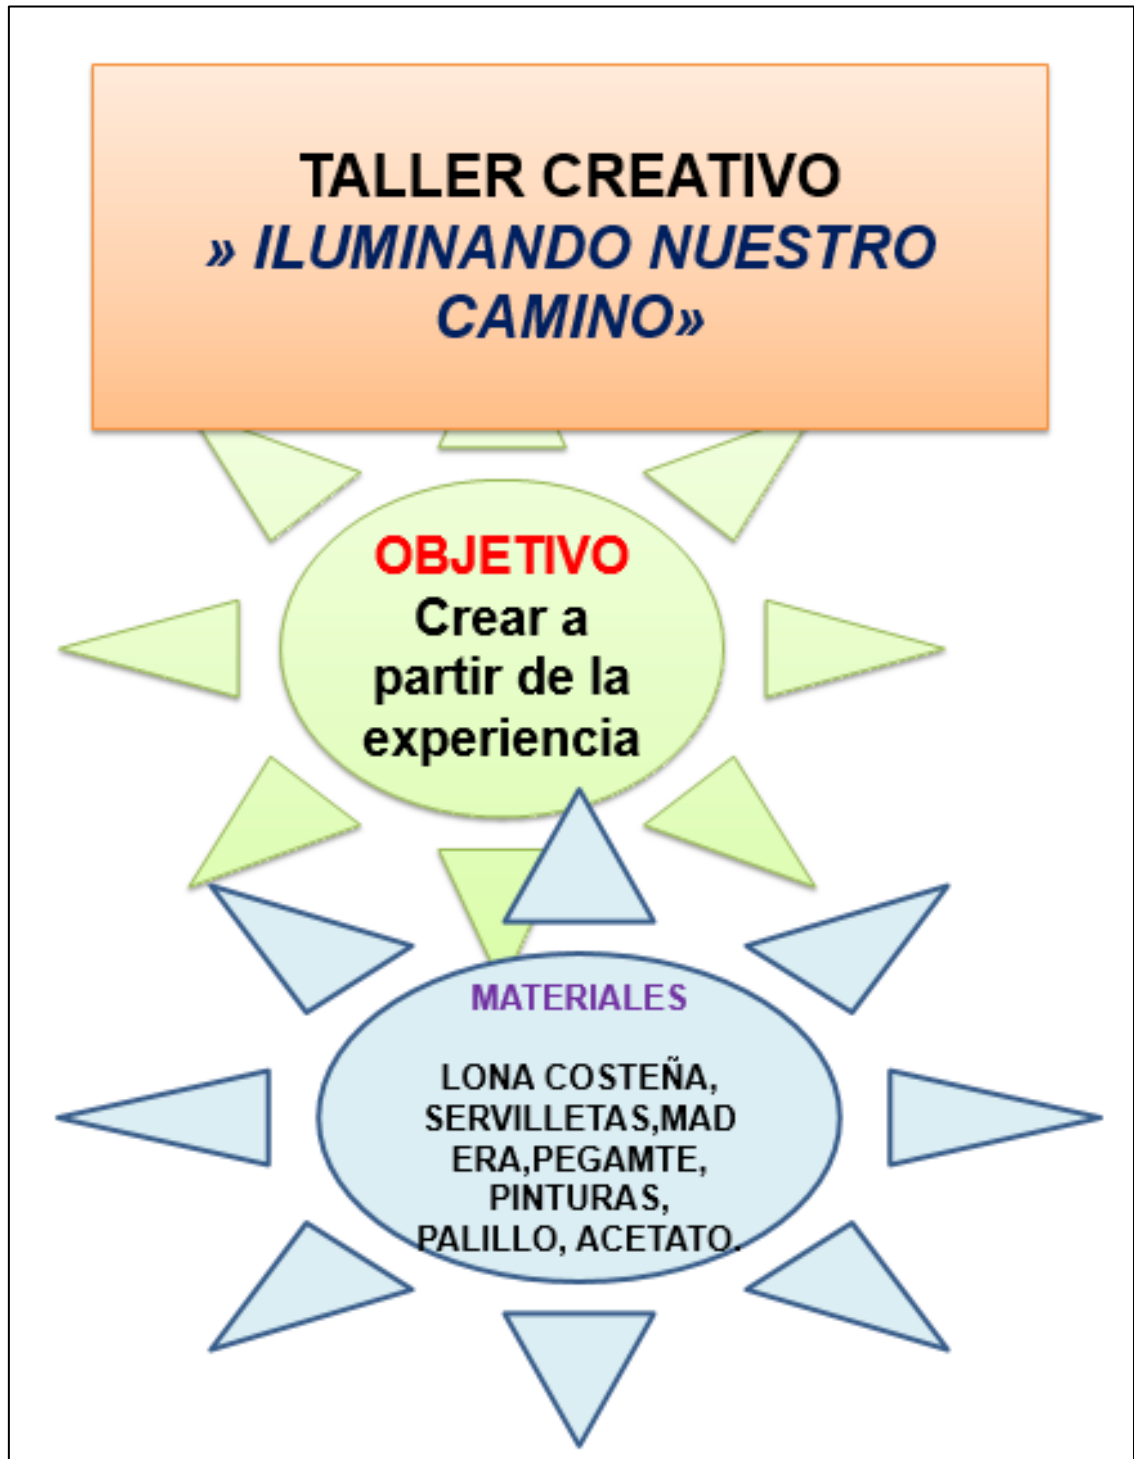 TALLER CREATIVO
» ILUMINANDO NUESTRO
CAMINO»
OBJETIVO
Crear a
partir de la
experiencia
MATERIALES
LONA COSTEÑA,
SERVILLETAS,MAD
ERA,PEGAMTE,
PINTURAS,
PALILLO, ACETATO.